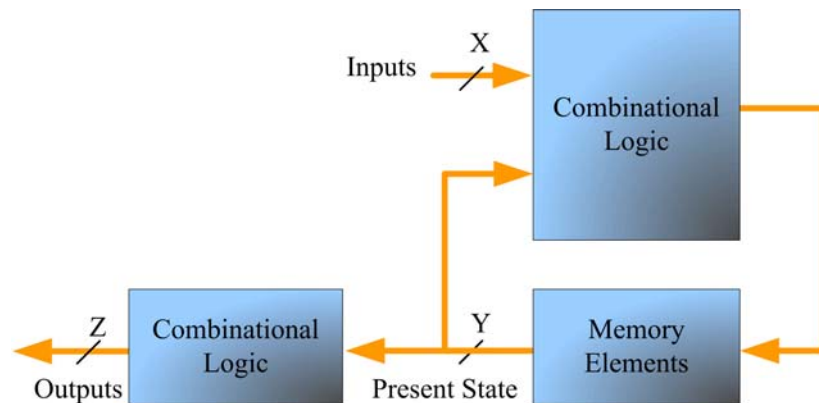 X
Inputs
Combinational
Logic
Z
Combinational
Logic
Y
Memory
Elements
Outputs
Present State